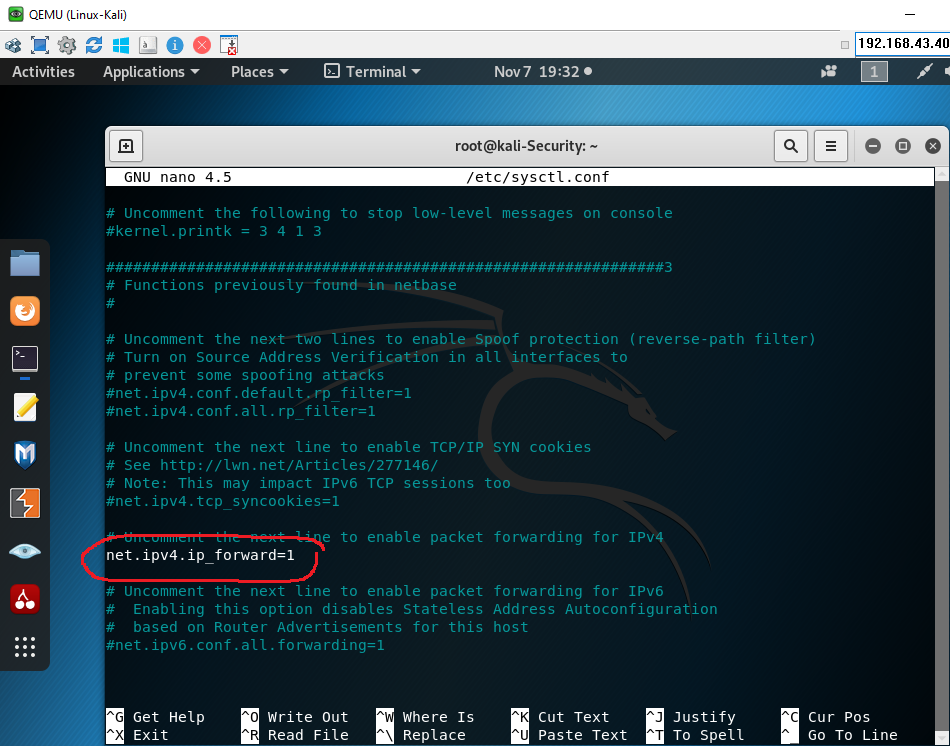 QEMU (Linux-Kali)
192.168.43.40
Activities Applications Places Terminal Nov 7 19:32 1
root@kali-Security: ~
GNU nano 4.5 /etc/sysctl.conf
# Uncomment the following to stop low-level messages on console
#kernel.printk = 3 4 1 3
##############################################################3
# Functions previously found in netbase
#
# Uncomment the next two lines to enable Spoof protection (reverse-path filter)
# Turn on Source Address Verification in all interfaces to
# prevent some spoofing attacks
#net.ipv4.conf.default.rp_filter=1
#net.ipv4.conf.all.rp_filter=1
# Uncomment the next line to enable TCP/IP SYN cookies
# See http://lwn.net/Articles/277146/
# Note: This may impact IPv6 TCP sessions too
#net.ipv4.tcp_syncookies=1
# Uncomment the next line to enable packet forwarding for IPv4
net.ipv4.ip_forward=1
# Uncomment the next line to enable packet forwarding for IPv6
#  Enabling this option disables Stateless Address Autoconfiguration
#  based on Router Advertisements for this host
#net.ipv6.conf.all.forwarding=1
^G Get Help ^O Write Out ^W Where Is ^K Cut Text ^J Justify ^C Cur Pos
^X Exit ^R Read File ^\ Replace ^U Paste Text ^T To Spell ^_ Go To Line